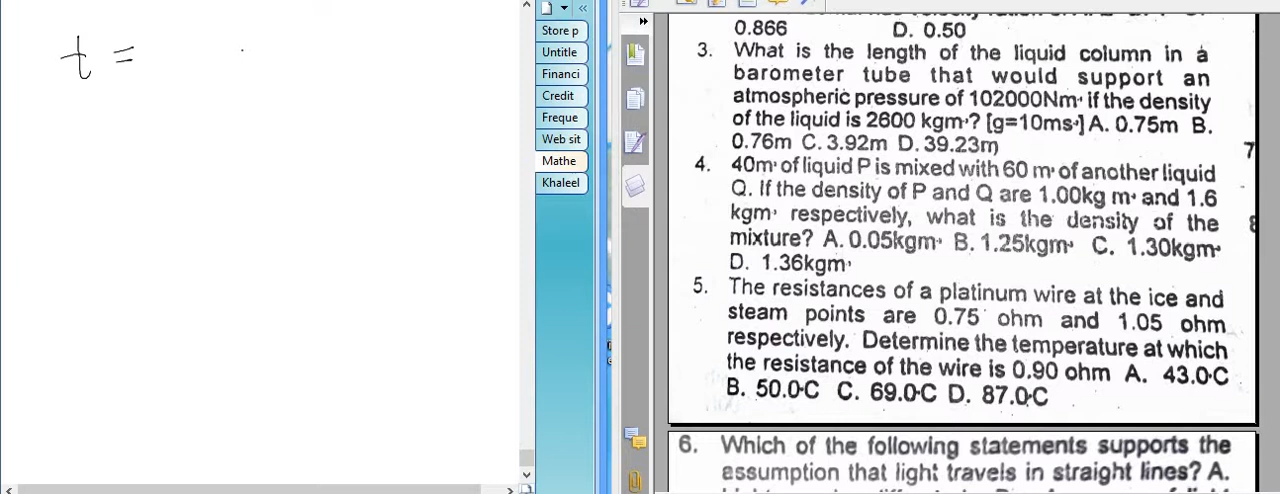 t =
Store p
Untitle
Financi
Credit
Freque
Web sit
Mathe
Khaleel
0.866 D. 0.50
3. What is the length of the liquid column in a
barometer tube that would support an
atmospheric pressure of 102000Nm· if the density
of the liquid is 2600 kgm·? [g=10ms·] A. 0.75m B.
0.76m C. 3.92m D. 39.23m
7
4. 40m· of liquid P is mixed with 60 m· of another liquid
Q. If the density of P and Q are 1.00kg m· and 1.6
kgm· respectively, what is the density of the
8
mixture? A. 0.05kgm· B. 1.25kgm· C. 1.30kgm·
D. 1.36kgm·
5. The resistances of a platinum wire at the ice and
steam points are 0.75 ohm and 1.05 ohm
respectively. Determine the temperature at which
the resistance of the wire is 0.90 ohm A. 43.0·C
B. 50.0·C C. 69.0·C D. 87.0·C
6. Which of the following statements supports the
assumption that light travels in straight lines? A.